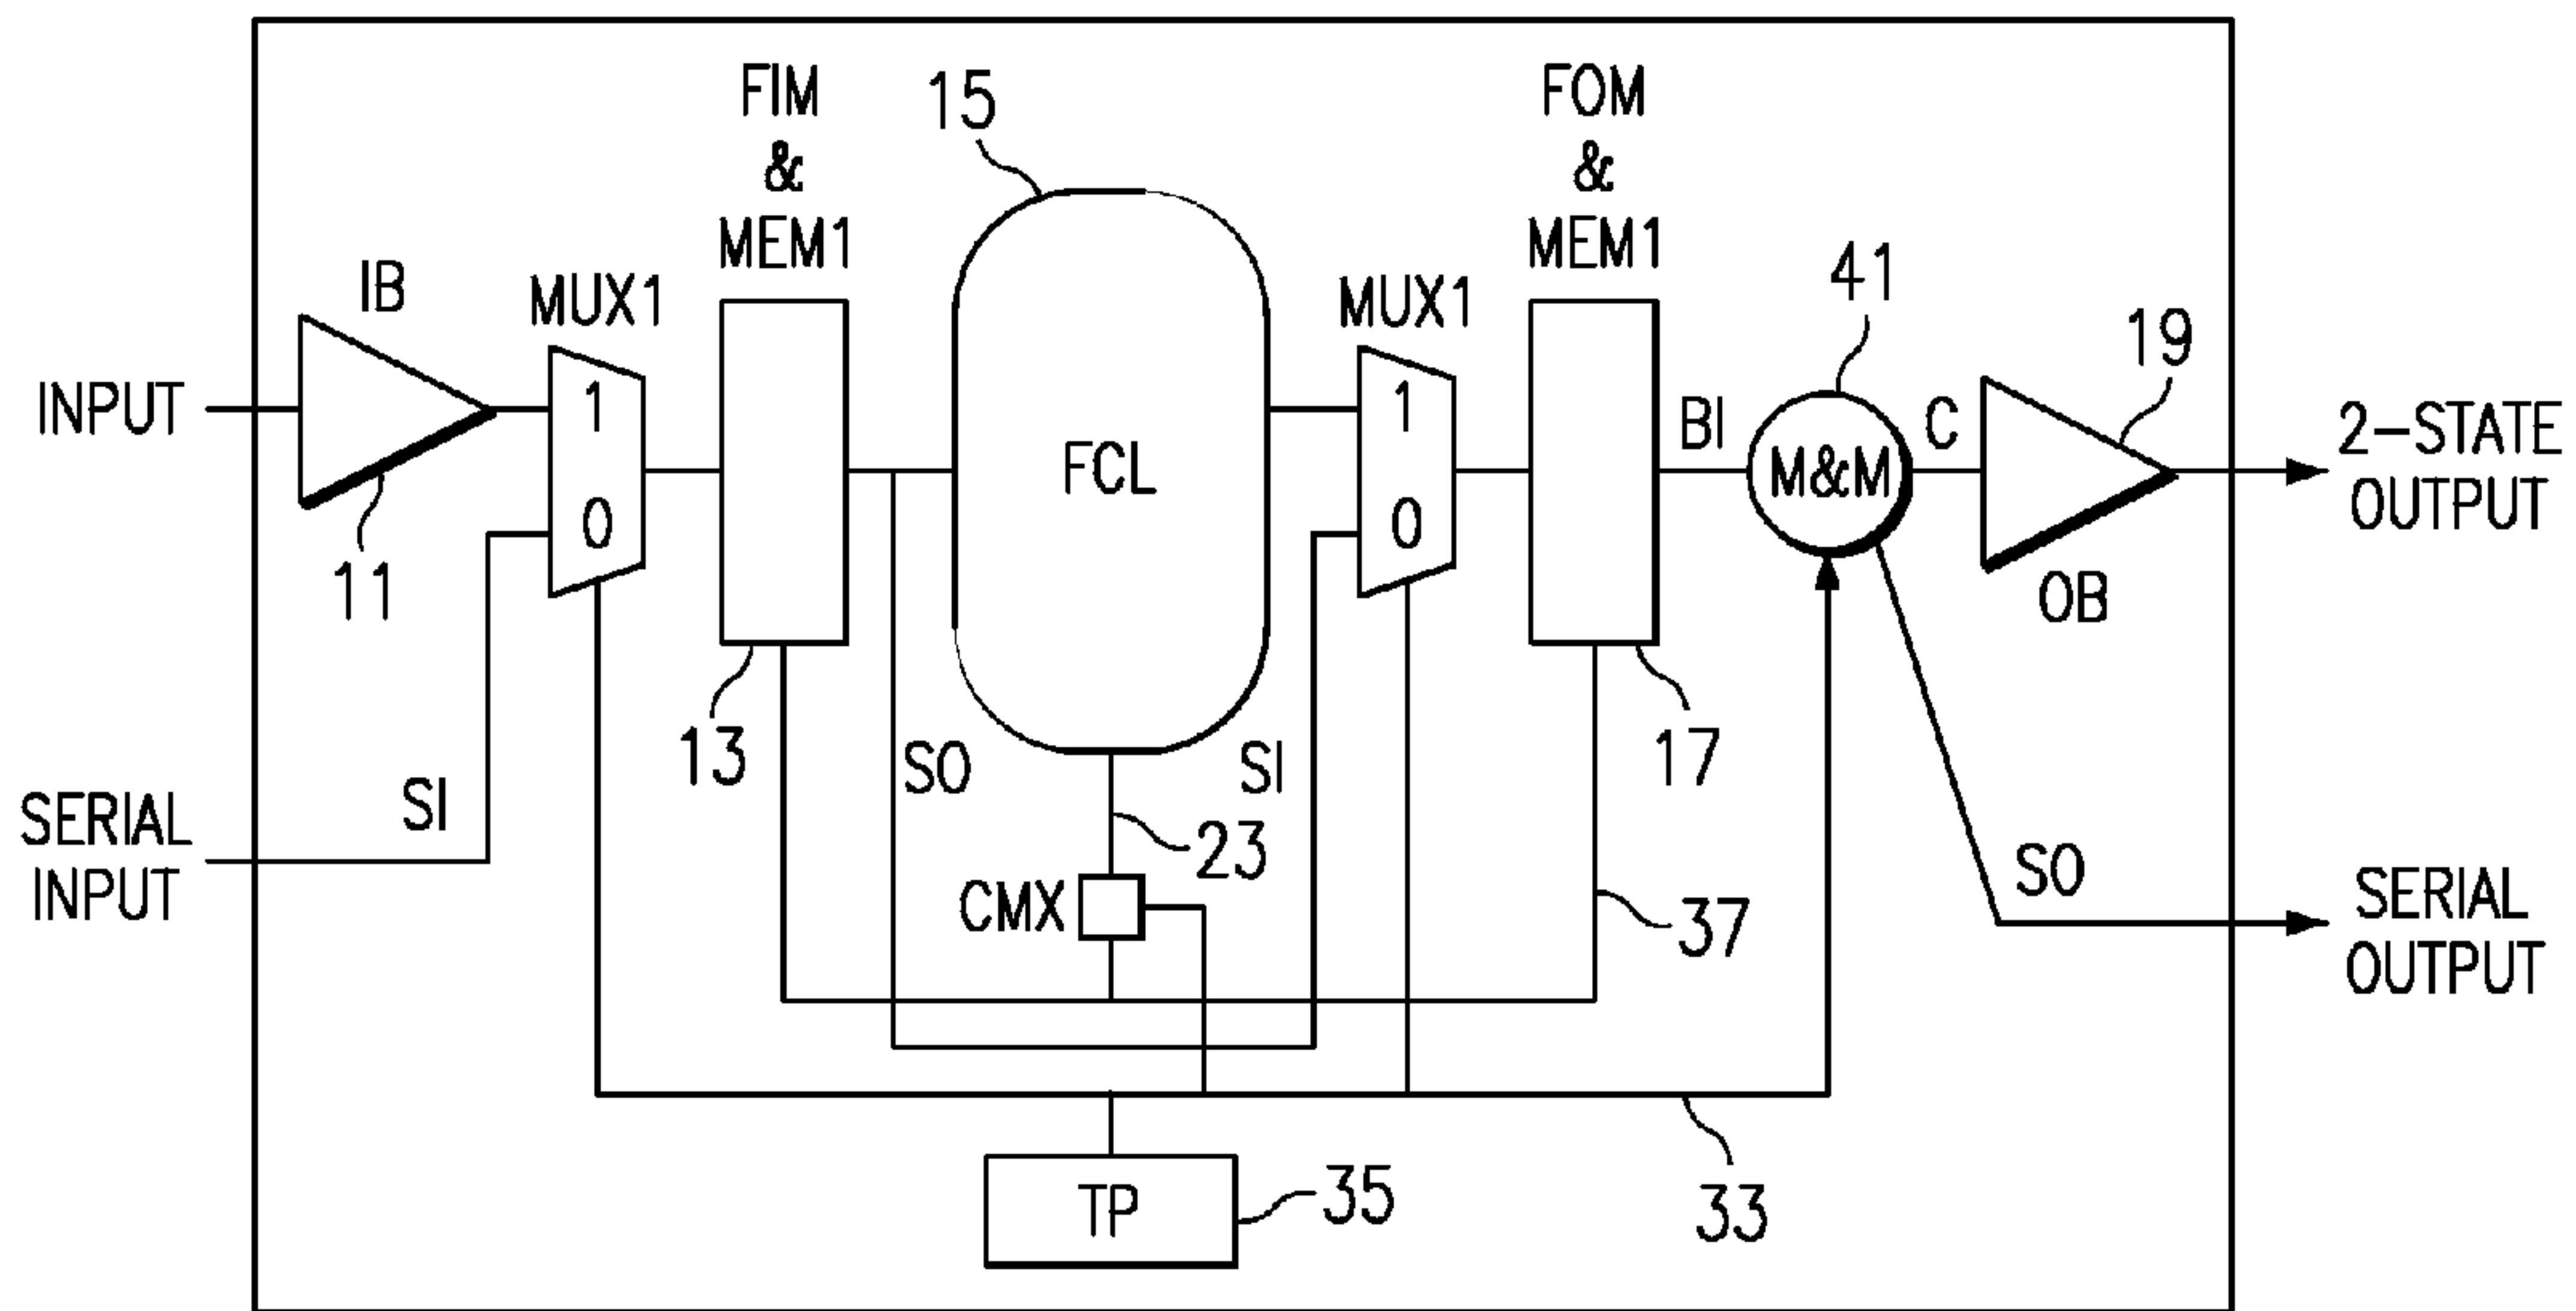 FIM
&
MEM1
15
FOM
&
MEM1
41
IB
MUX1
MUX1
19
INPUT
1
0
FCL
1
0
BI
M&M
C
2-STATE
OUTPUT
11
OB
13
SO
SI
17
SERIAL
INPUT
SI
23
CMX
37
SO
SERIAL
OUTPUT
TP
35
33